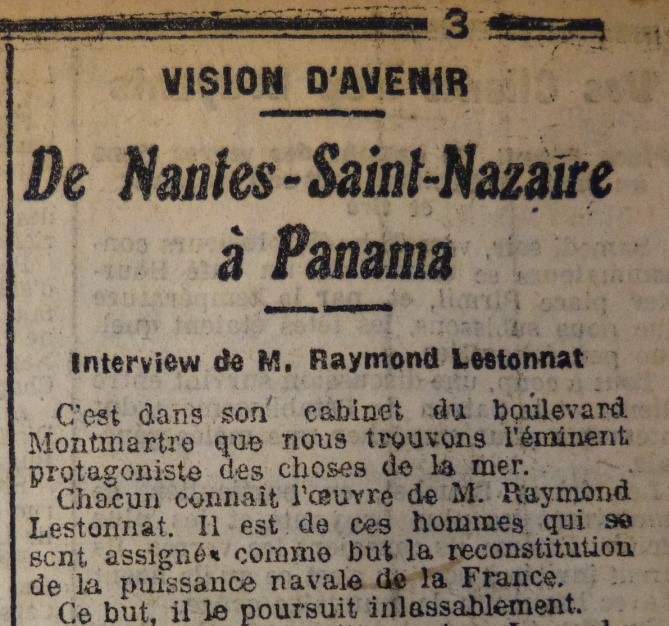 3
VISION D'AVENIR
De Nantes-Saint-Nazaire
à Panama
Interview de M. Raymond Lestonnat
C'est dans son cabinet du boulevard
Montmartre que nous trouvons l'éminent
protagoniste des choses de la mer.
Chacun connaît l'œuvre de M. Raymond
Lestonnat. Il est de ces hommes qui se
sont assignés comme but la reconstitution
de la puissance navale de la France.
Ce but, il le poursuit inlassablement.